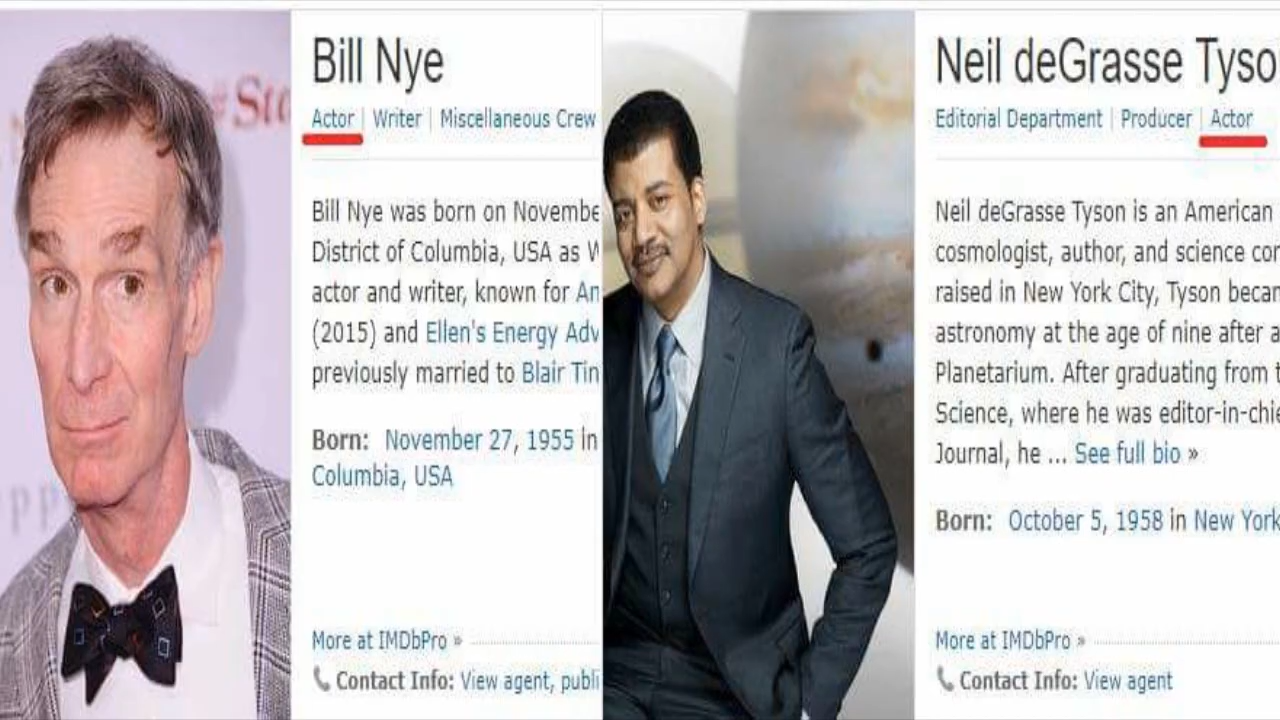 #Sta
Bill Nye
Actor | Writer | Miscellaneous Crew
Bill Nye was born on Novembe
District of Columbia, USA as W
actor and writer, known for An
(2015) and Ellen's Energy Adv
previously married to Blair Tin
Born: November 27, 1955 in
Columbia, USA
More at IMDbPro »
Contact Info: View agent, publi
Neil deGrasse Tyso
Editorial Department | Producer | Actor
Neil deGrasse Tyson is an American
cosmologist, author, and science cor
raised in New York City, Tyson becar
astronomy at the age of nine after a
Planetarium. After graduating from t
Science, where he was editor-in-chie
Journal, he ... See full bio »
Born: October 5, 1958 in New York
More at IMDbPro »
Contact Info: View agent